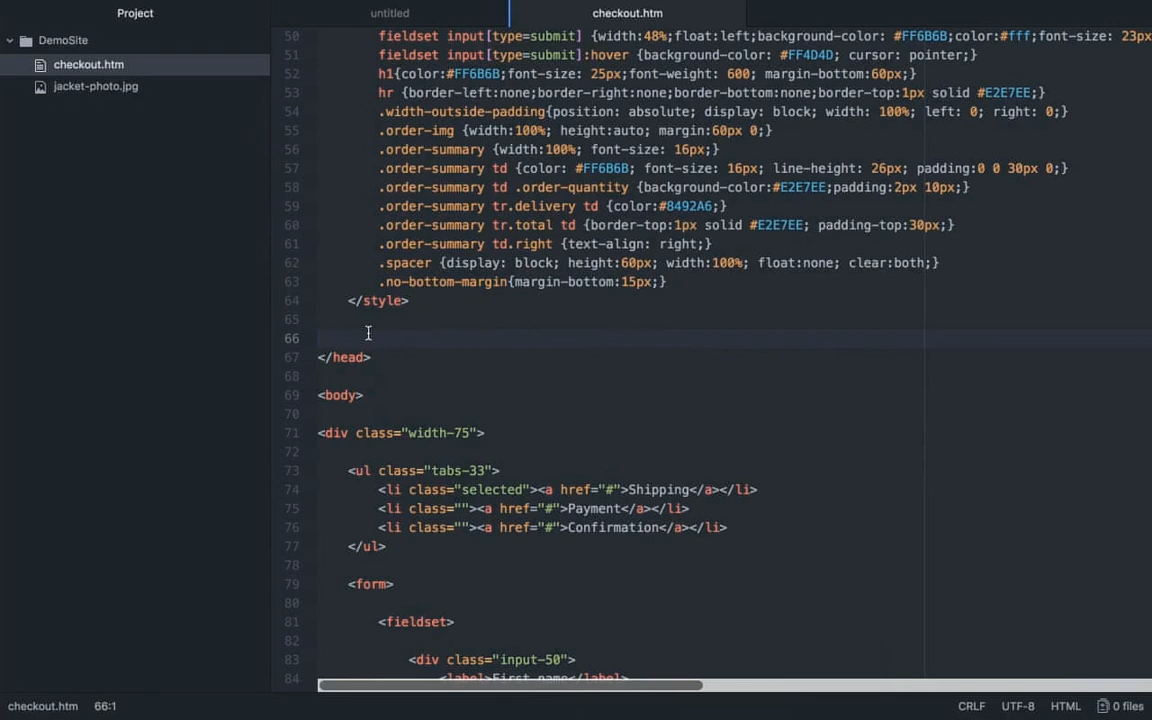 Project
untitled
checkout.htm
DemoSite
checkout.htm
jacket-photo.jpg
50 fieldset input[type=submit] {width:48%;float:left;background-color: #FF6B6B;color:#fff;font-size: 23px
51 fieldset input[type=submit]:hover {background-color: #FF4D4D; cursor: pointer;}
52 h1{color:#FF6B6B;font-size: 25px;font-weight: 600; margin-bottom:60px;}
53 hr {border-left:none;border-right:none;border-bottom:none;border-top:1px solid #E2E7EE;}
54 .width-outside-padding{position: absolute; display: block; width: 100%; left: 0; right: 0;}
55 .order-img {width:100%; height:auto; margin:60px 0;}
56 .order-summary {width:100%; font-size: 16px;}
57 .order-summary td {color: #FF6B6B; font-size: 16px; line-height: 26px; padding:0 0 30px 0;}
58 .order-summary td .order-quantity {background-color:#E2E7EE;padding:2px 10px;}
59 .order-summary tr.delivery td {color:#8492A6;}
60 .order-summary tr.total td {border-top:1px solid #E2E7EE; padding-top:30px;}
61 .order-summary td.right {text-align: right;}
62 .spacer {display: block; height:60px; width:100%; float:none; clear:both;}
63 .no-bottom-margin{margin-bottom:15px;}
64 </style>
65
66
67 </head>
68
69 <body>
70
71 <div class="width-75">
72
73 <ul class="tabs-33">
74 <li class="selected"><a href="#">Shipping</a></li>
75 <li class=""><a href="#">Payment</a></li>
76 <li class=""><a href="#">Confirmation</a></li>
77 </ul>
78
79 <form>
80
81 <fieldset>
82
83 <div class="input-50">
84 <label>First name</label>
checkout.htm 66:1 CRLF UTF-8 HTML 0 files